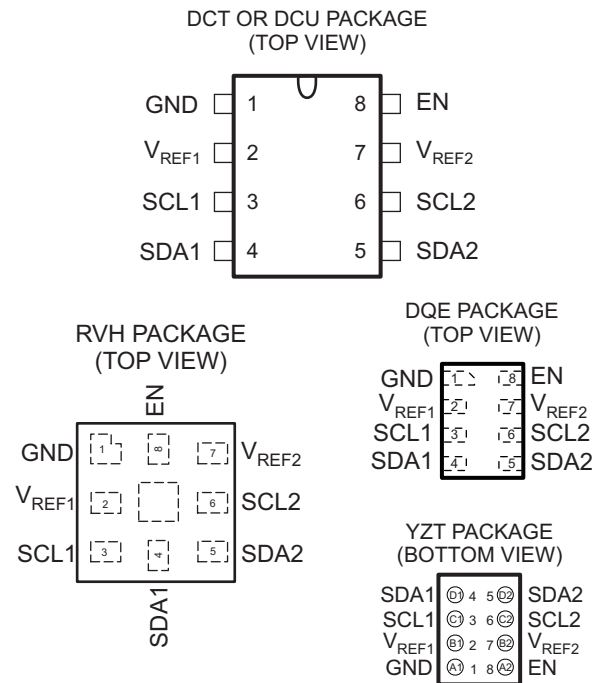 DCT OR DCU PACKAGE
(TOP VIEW)
GND 1 8 EN
VREF1 2 7 VREF2
SCL1 3 6 SCL2
SDA1 4 5 SDA2
RVH PACKAGE
(TOP VIEW)
EN
GND 1 8 7 VREF2
VREF1 2 6 SCL2
SCL1 3 4 5 SDA2
SDA1
DQE PACKAGE
(TOP VIEW)
GND 1 8 EN
VREF1 2 7 VREF2
SCL1 3 6 SCL2
SDA1 4 5 SDA2
YZT PACKAGE
(BOTTOM VIEW)
SDA1 D1 4 5 D2 SDA2
SCL1 C1 3 6 C2 SCL2
VREF1 B1 2 7 B2 VREF2
GND A1 1 8 A2 EN